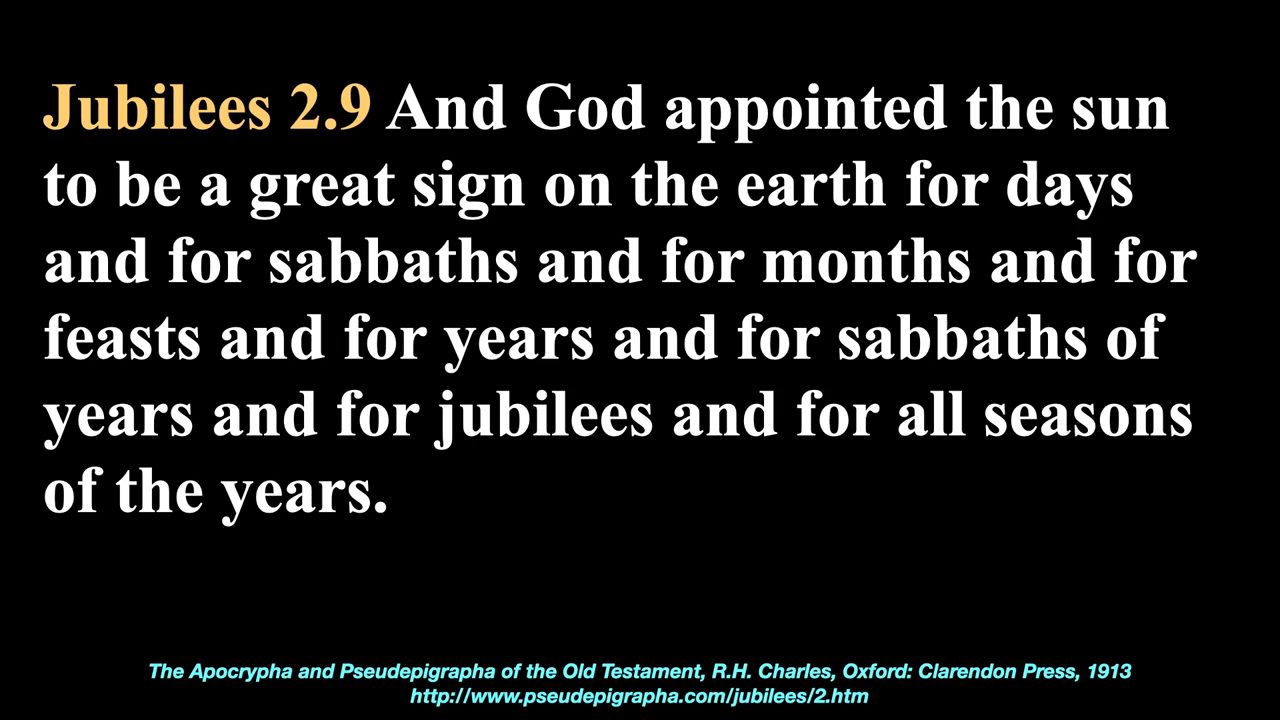 Jubilees 2.9 And God appointed the sun
to be a great sign on the earth for days
and for sabbaths and for months and for
feasts and for years and for sabbaths of
years and for jubilees and for all seasons
of the years.
The Apocrypha and Pseudepigrapha of the Old Testament, R.H. Charles, Oxford: Clarendon Press, 1913
http://www.pseudepigrapha.com/jubilees/2.htm